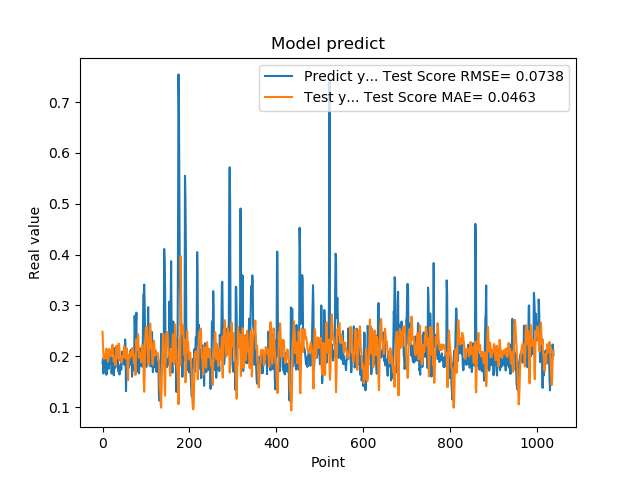 Model predict
Predict y... Test Score RMSE= 0.0738
Test y... Test Score MAE= 0.0463
Real value
0.7
0.6
0.5
0.4
0.3
0.2
0.1
0 200 400 600 800 1000
Point